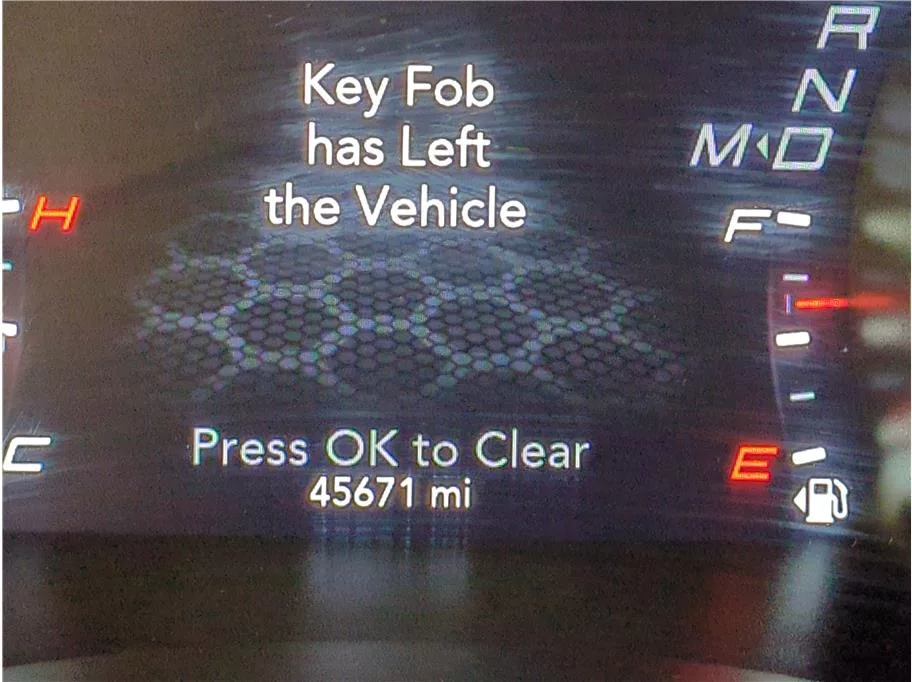 R
N
Key Fob
M D
has Left
the Vehicle
H
F
Press OK to Clear
C
E
45671 mi